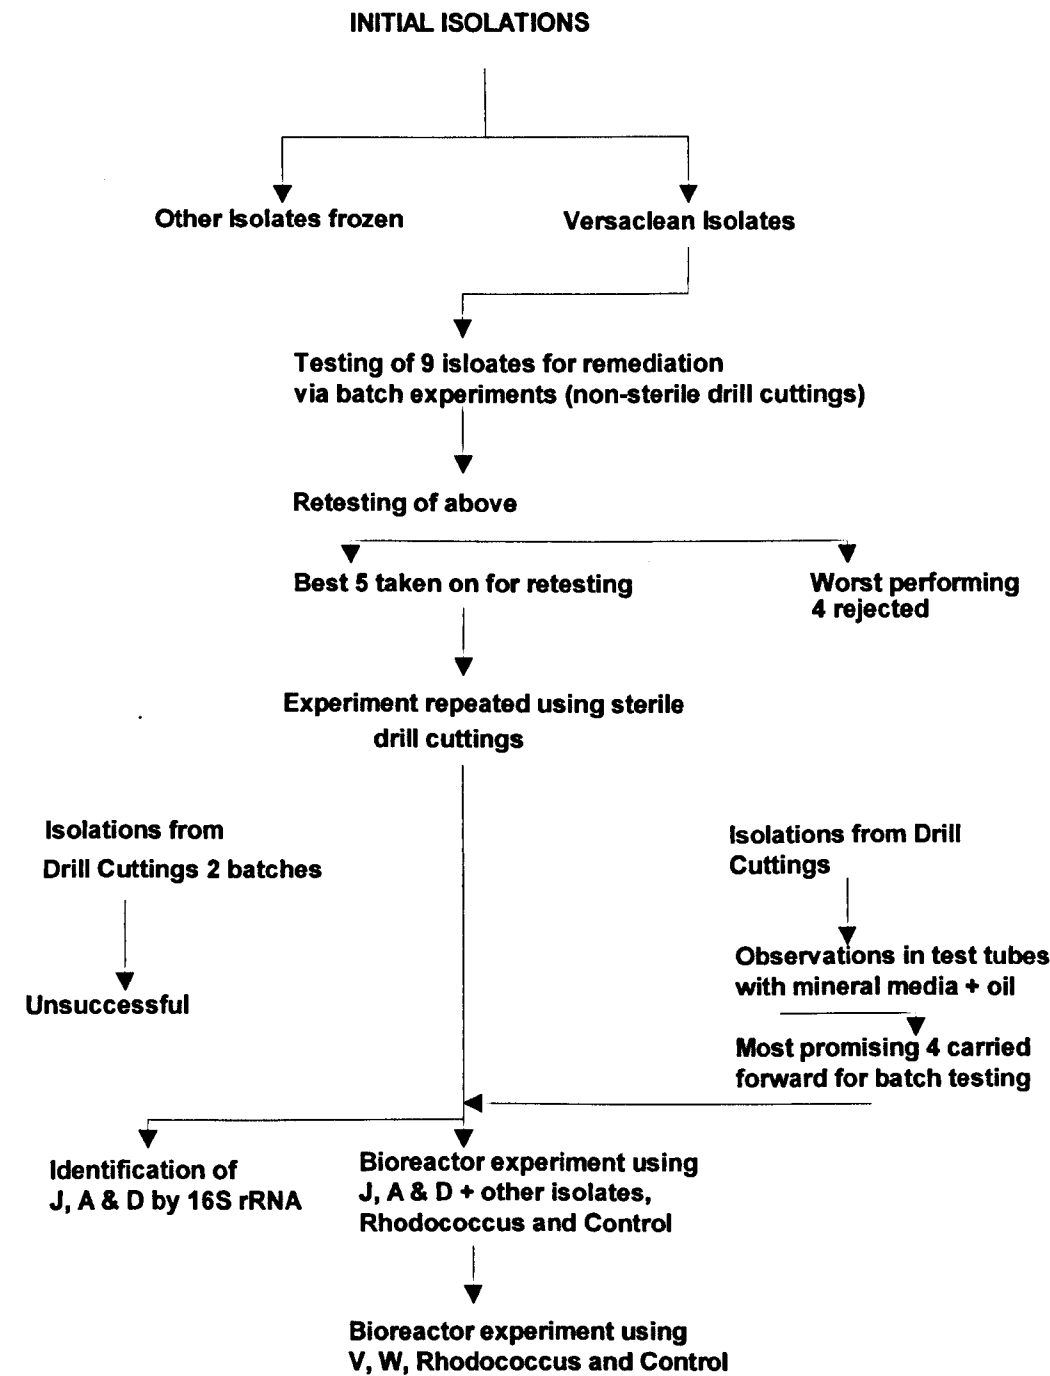 INITIAL ISOLATIONS
Other Isolates frozen
Versaclean Isolates
Testing of 9 isloates for remediation
via batch experiments (non-sterile drill cuttings)
Retesting of above
Best 5 taken on for retesting
Worst performing
4 rejected
Experiment repeated using sterile
drill cuttings
Isolations from
Drill Cuttings 2 batches
Unsuccessful
Isolations from Drill
Cuttings
Observations in test tubes
with mineral media + oil
Most promising 4 carried
forward for batch testing
Identification of
J, A & D by 16S rRNA
Bioreactor experiment using
J, A & D + other isolates,
Rhodococcus and Control
Bioreactor experiment using
V, W, Rhodococcus and Control